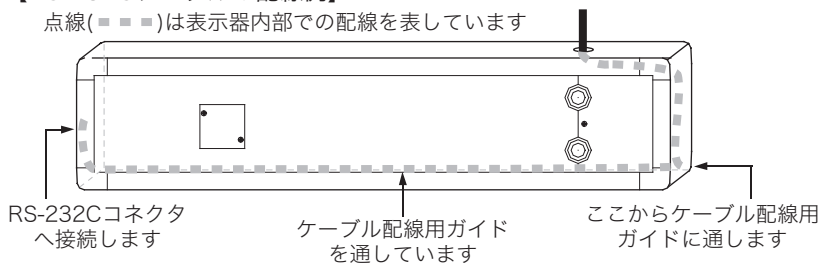 点線( )は表示器内部での配線を表しています
RS-232Cコネクタ
へ接続します
ケーブル配線用ガイド
を通しています
ここからケーブル配線用
ガイドに通します